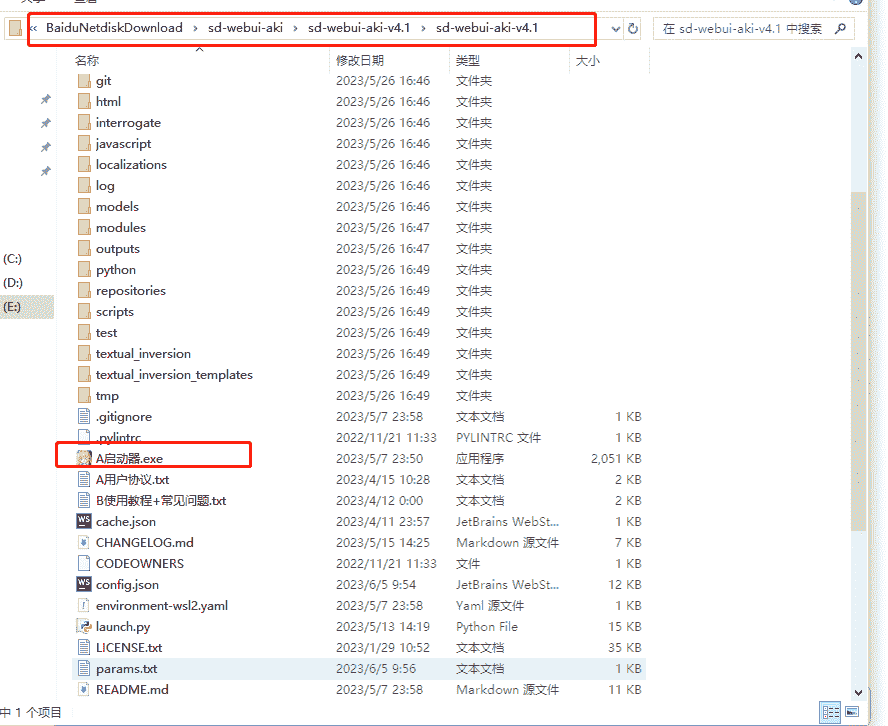 « BaiduNetdiskDownload › sd-webui-aki › sd-webui-aki-v4.1 › sd-webui-aki-v4.1 在 sd-webui-aki-v4.1 中搜索
名称 修改日期 类型 大小
git 2023/5/26 16:46 文件夹
html 2023/5/26 16:46 文件夹
interrogate 2023/5/26 16:46 文件夹
javascript 2023/5/26 16:46 文件夹
localizations 2023/5/26 16:46 文件夹
log 2023/5/26 16:46 文件夹
models 2023/5/26 16:46 文件夹
modules 2023/5/26 16:47 文件夹
outputs 2023/5/26 16:47 文件夹
(C:) python 2023/5/26 16:49 文件夹
(D:) repositories 2023/5/26 16:49 文件夹
(E:) scripts 2023/5/26 16:49 文件夹
test 2023/5/26 16:49 文件夹
textual_inversion 2023/5/26 16:49 文件夹
textual_inversion_templates 2023/5/26 16:49 文件夹
tmp 2023/5/26 16:49 文件夹
.gitignore 2023/5/7 23:58 文本文档 1 KB
.pylintrc 2022/11/21 11:33 PYLINTRC 文件 1 KB
A启动器.exe 2023/5/7 23:50 应用程序 2,051 KB
A用户协议.txt 2023/4/15 10:28 文本文档 2 KB
B使用教程+常见问题.txt 2023/4/12 0:00 文本文档 2 KB
WS cache.json 2023/4/11 23:57 JetBrains WebSt... 1 KB
CHANGELOG.md 2023/5/15 14:25 Markdown 源文件 7 KB
CODEOWNERS 2022/11/21 11:33 文件 1 KB
WS config.json 2023/6/5 9:54 JetBrains WebSt... 12 KB
environment-wsl2.yaml 2023/5/7 23:58 Yaml 源文件 1 KB
launch.py 2023/5/13 14:19 Python File 15 KB
LICENSE.txt 2023/1/29 10:52 文本文档 35 KB
params.txt 2023/6/5 9:56 文本文档 1 KB
README.md 2023/5/7 23:58 Markdown 源文件 11 KB
中 1 个项目